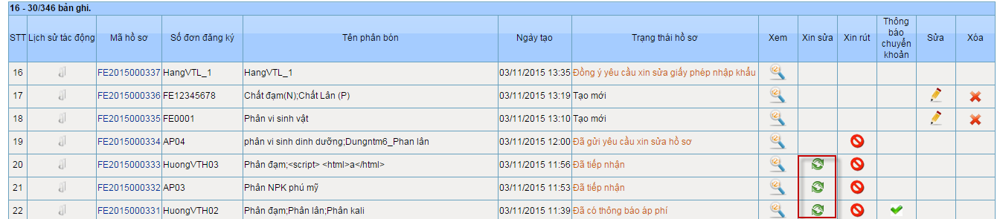 16 - 30/346 bản ghi.
STT Lịch sử tác động Mã hồ sơ Số đơn đăng ký Tên phân bón Ngày tạo Trạng thái hồ sơ Xem Xin sửa Xin rút Thông báo chuyển khoản Sửa Xóa
16 FE2015000337 HangVTL_1 HangVTL_1 03/11/2015 13:35 Đồng ý yêu cầu xin sửa giấy phép nhập khẩu
17 FE2015000336 FE12345678 Chất đạm(N);Chất Lân (P) 03/11/2015 13:19 Tạo mới
18 FE2015000335 FE0001 Phân vi sinh vật 03/11/2015 13:10 Tạo mới
19 FE2015000334 AP04 phân vi sinh dinh dưỡng;Dungntm6_Phan lân 03/11/2015 12:00 Đã gửi yêu cầu xin sửa hồ sơ
20 FE2015000333 HuongVTH03 Phân đạm;<script> <html>a</html> 03/11/2015 11:56 Đã tiếp nhận
21 FE2015000332 AP03 Phân NPK phú mỹ 03/11/2015 11:53 Đã tiếp nhận
22 FE2015000331 HuongVTH02 Phân đạm;Phân lân;Phân kali 03/11/2015 11:39 Đã có thông báo áp phí